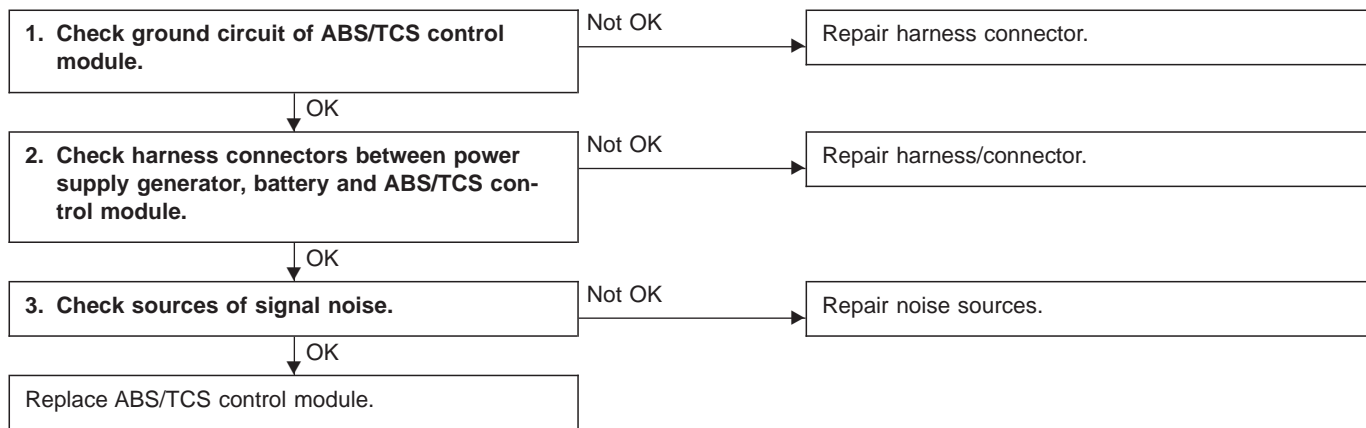 1. Check ground circuit of ABS/TCS control
module.
Not OK
Repair harness connector.
OK
2. Check harness connectors between power
supply generator, battery and ABS/TCS con-
trol module.
Not OK
Repair harness/connector.
OK
3. Check sources of signal noise.
Not OK
Repair noise sources.
OK
Replace ABS/TCS control module.